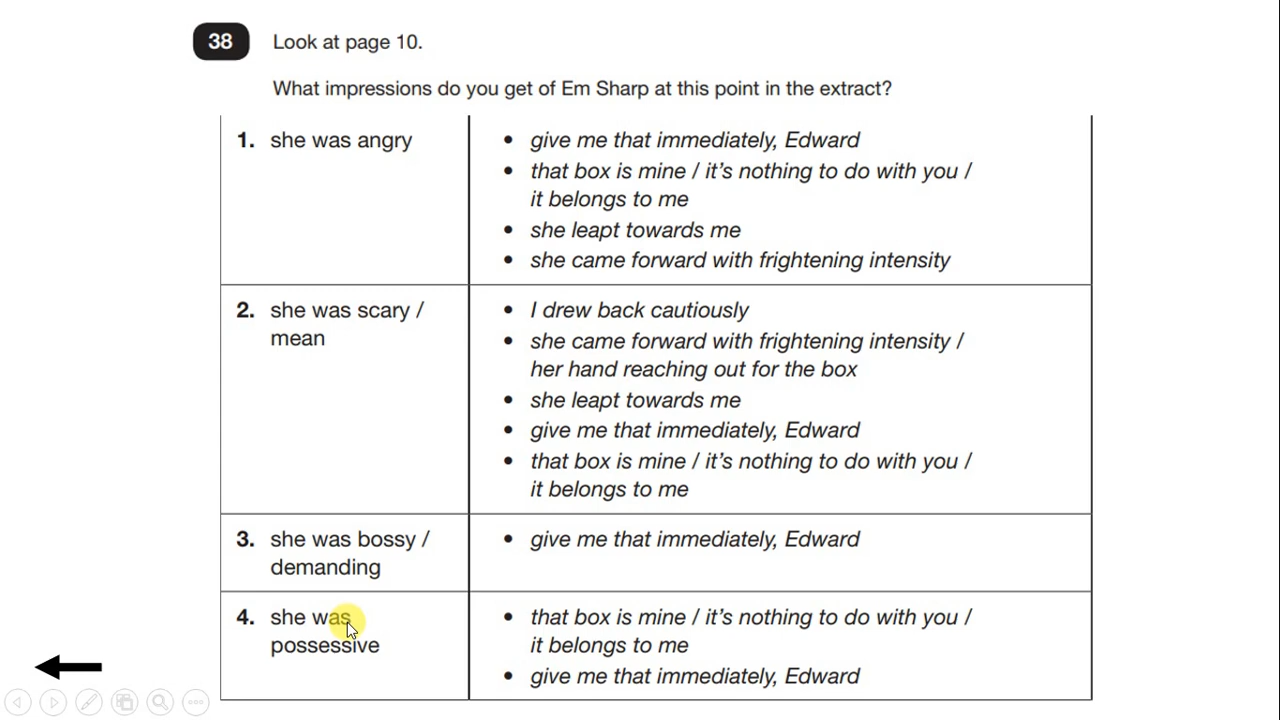 38 Look at page 10.
What impressions do you get of Em Sharp at this point in the extract?
1. she was angry
• give me that immediately, Edward
• that box is mine / it's nothing to do with you /
it belongs to me
• she leapt towards me
• she came forward with frightening intensity
2. she was scary /
mean
• I drew back cautiously
• she came forward with frightening intensity /
her hand reaching out for the box
• she leapt towards me
• give me that immediately, Edward
• that box is mine / it's nothing to do with you /
it belongs to me
3. she was bossy /
demanding
• give me that immediately, Edward
4. she was
possessive
• that box is mine / it's nothing to do with you /
it belongs to me
• give me that immediately, Edward